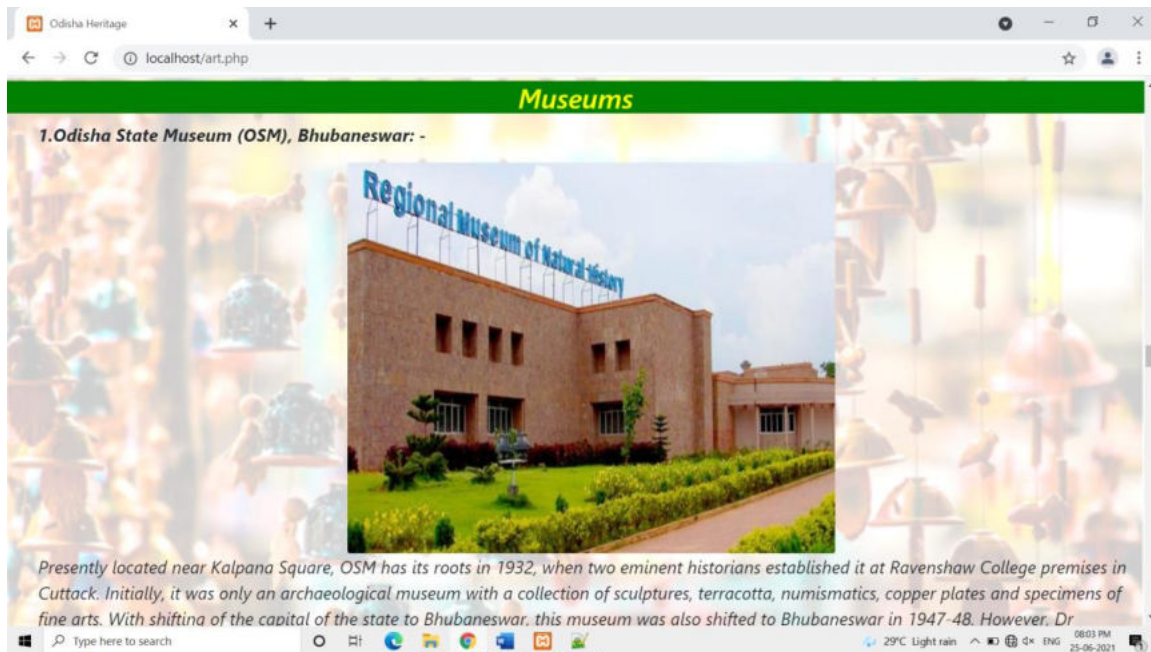 Odisha Heritage
localhost/art.php
Museums
1.Odisha State Museum (OSM), Bhubaneswar: -
Regional Museum of Natural History
Presently located near Kalpana Square, OSM has its roots in 1932, when two eminent historians established it at Ravenshaw College premises in
Cuttack. Initially, it was only an archaeological museum with a collection of sculptures, terracotta, numismatics, copper plates and specimens of
fine arts. With shifting of the capital of the state to Bhubaneswar, this museum was also shifted to Bhubaneswar in 1947-48. However, Dr
Type here to search
29°C Light rain
ENG
08:03 PM
25-06-2021